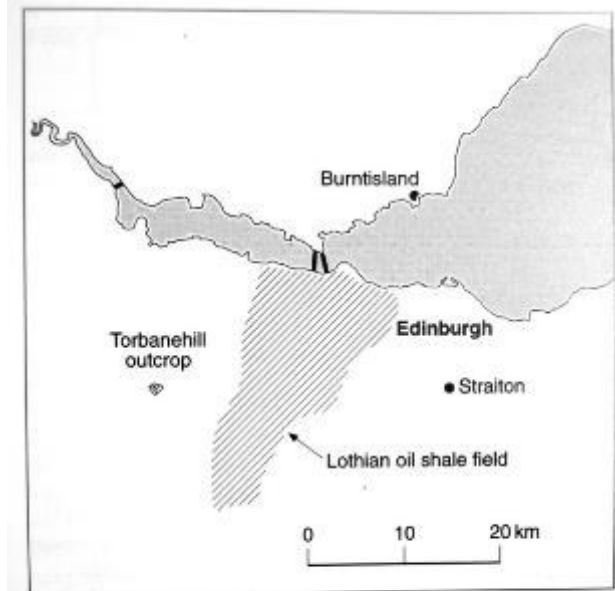 Burntisland
Edinburgh
Torbanehill
outcrop
Straiton
Lothian oil shale field
0 10 20 km